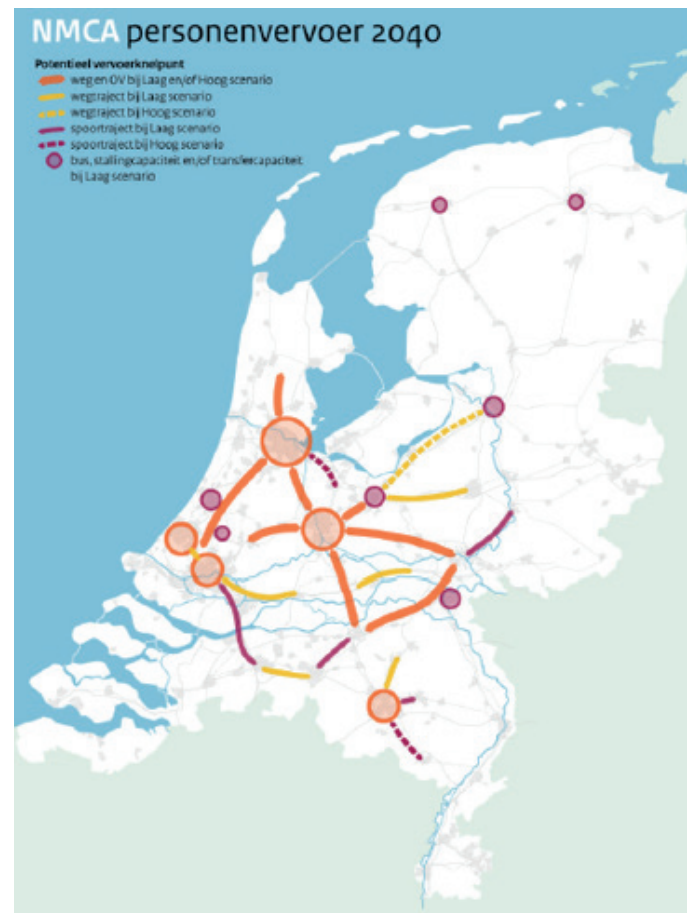 NMCA personenvervoer 2040
Potentieel vervoerknelpunt
weg en OV bij Laag en/of Hoog scenario
wegtraject bij Laag scenario
wegtraject bij Hoog scenario
spoortraject bij Laag scenario
spoortraject bij Hoog scenario
bus, stallingcapaciteit en/of transfercapaciteit
bij Laag scenario